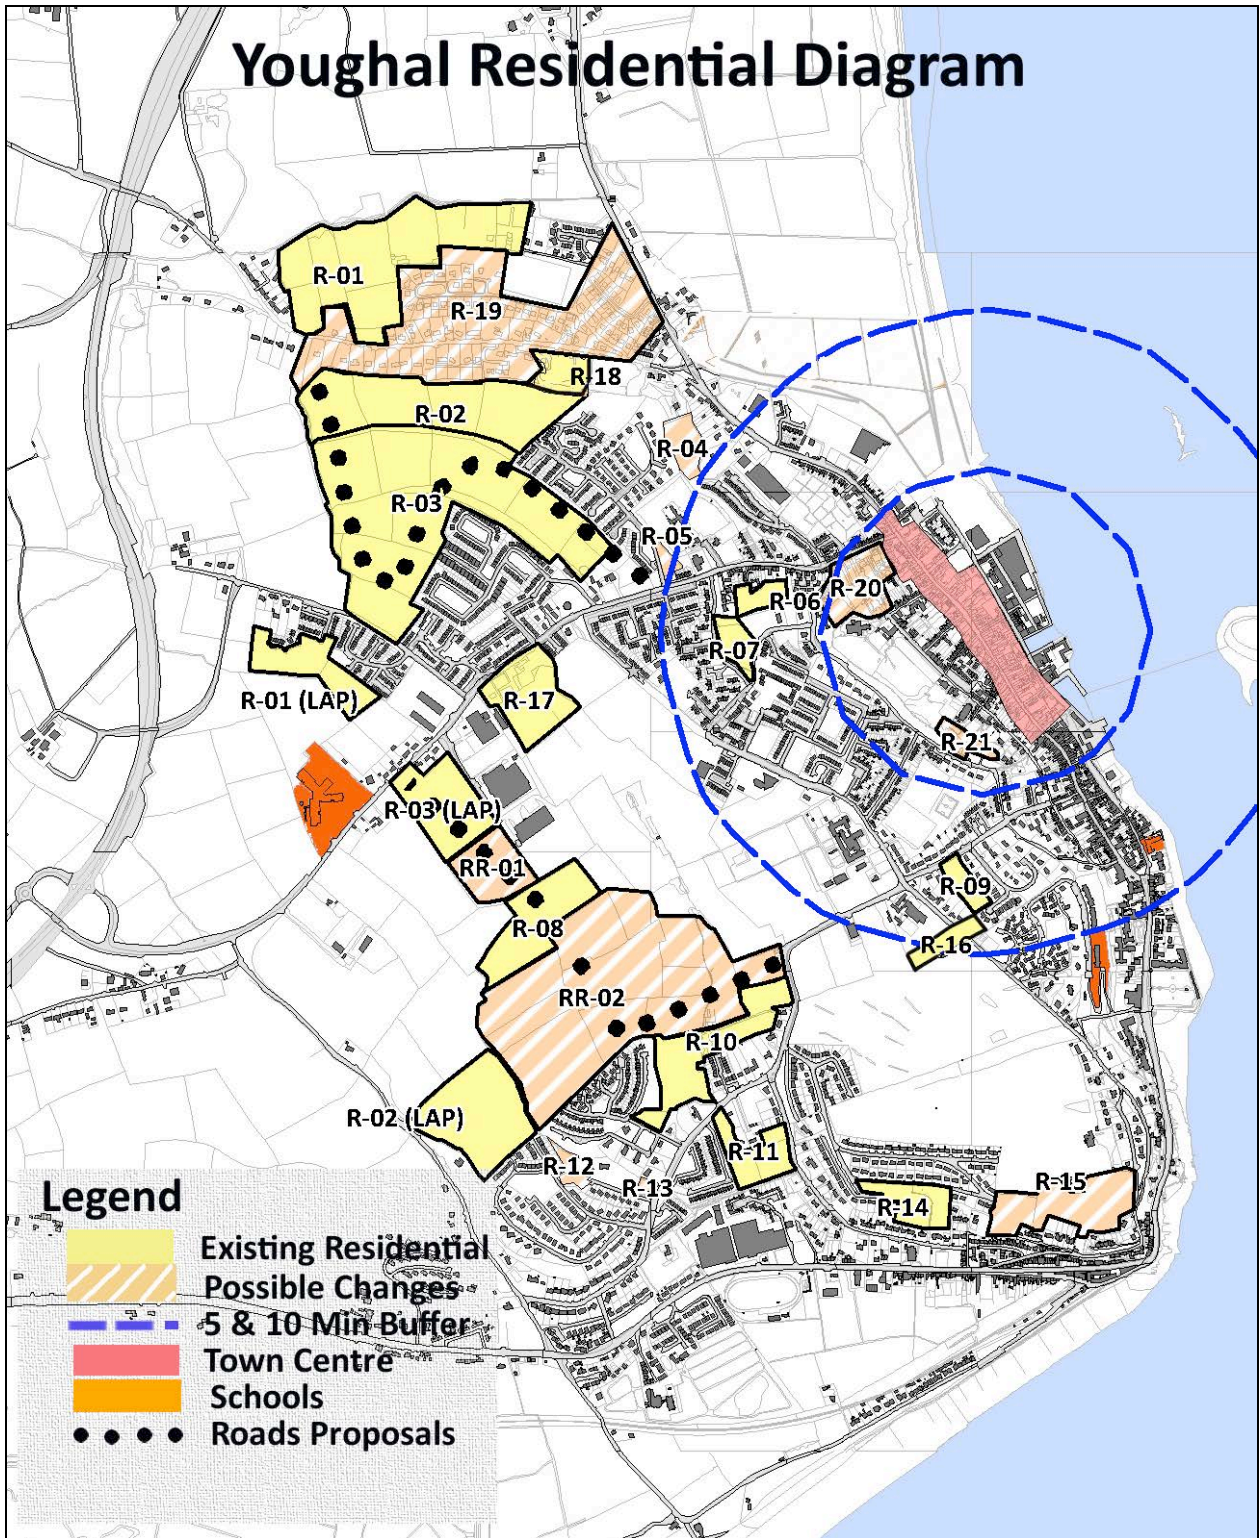 Youghal Residential Diagram
R-01
R-19
R-18
R-02
R-04
R-03
R-05
R-20
R-06
R-07
R-01 (LAP)
R-17
R-21
R-03 (LAP)
RR-01
R-09
R-08
R-16
RR-02
R-10
R-02 (LAP)
R-11
R-12
R-13
R-15
R-14
Legend
Existing Residential
Possible Changes
5 & 10 Min Buffer
Town Centre
Schools
Roads Proposals